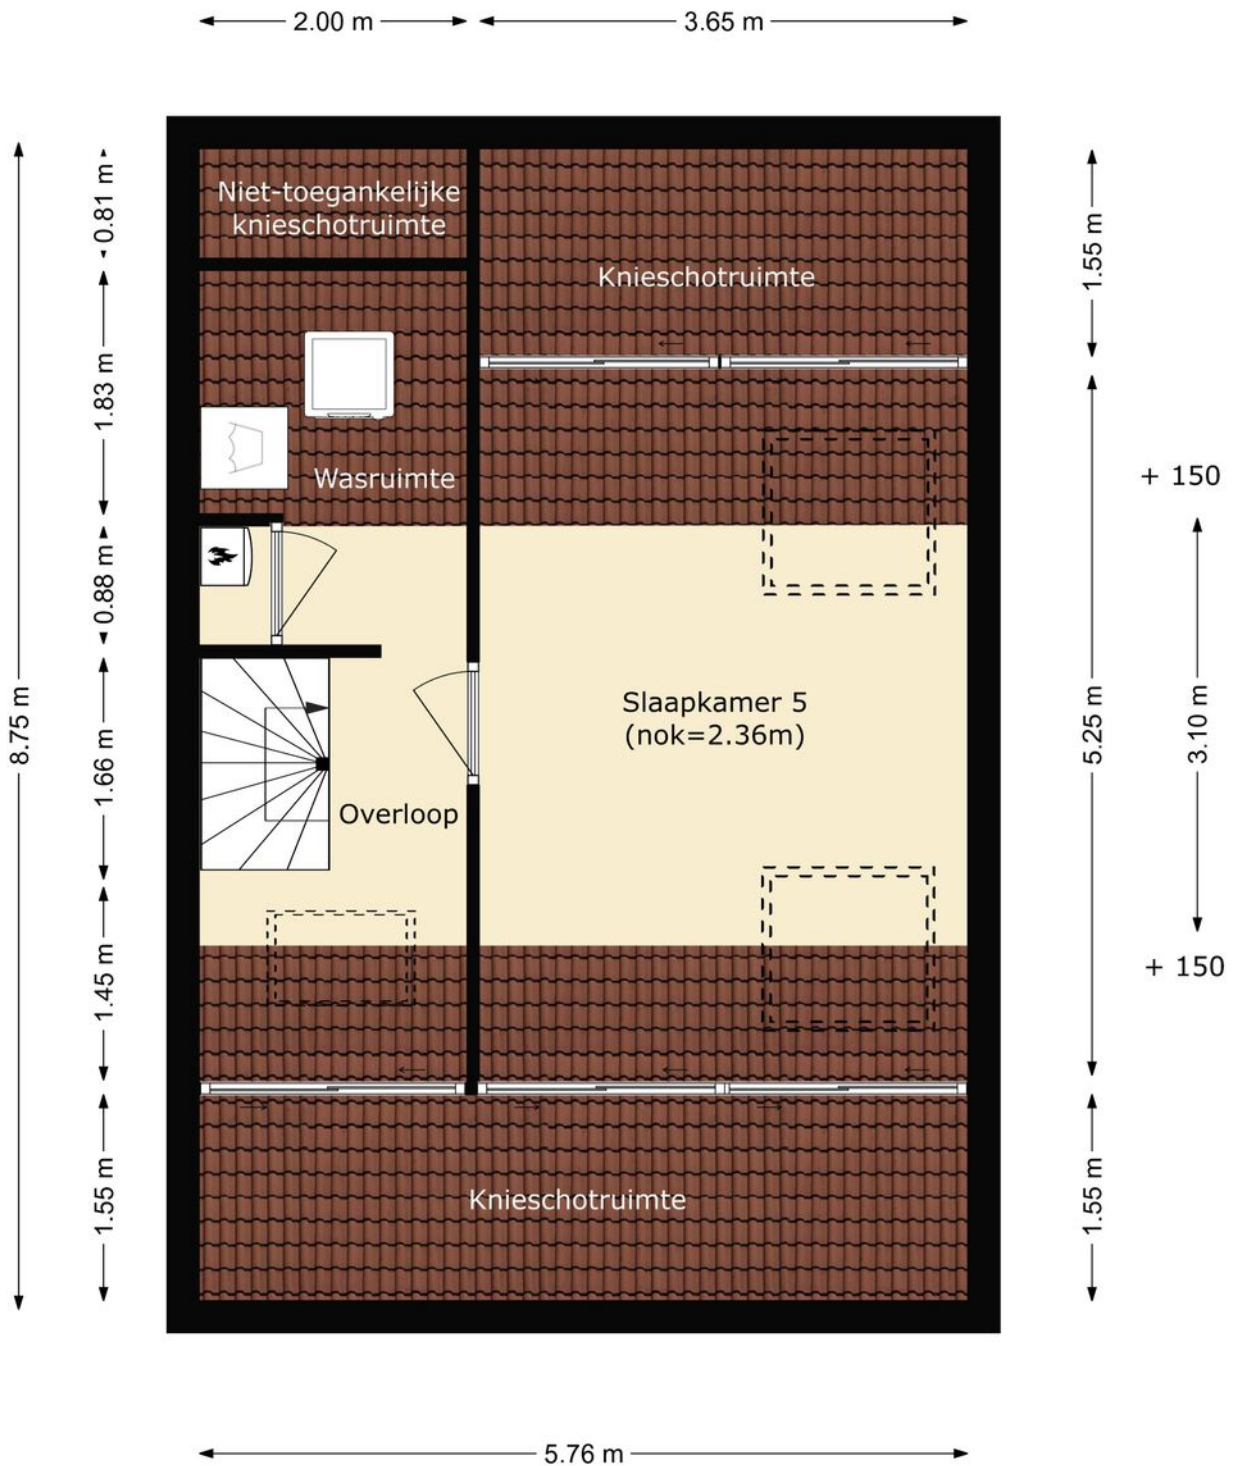 2.00 m
3.65 m
Niet-toegankelijke
knieschotruimte
0.81 m
1.55 m
Knieschotruimte
1.83 m
Wasruimte
+ 150
0.88 m
8.75 m
1.66 m
Slaapkamer 5
(nok=2.36m)
5.25 m
3.10 m
Overloop
1.45 m
+ 150
1.55 m
Knieschotruimte
1.55 m
5.76 m